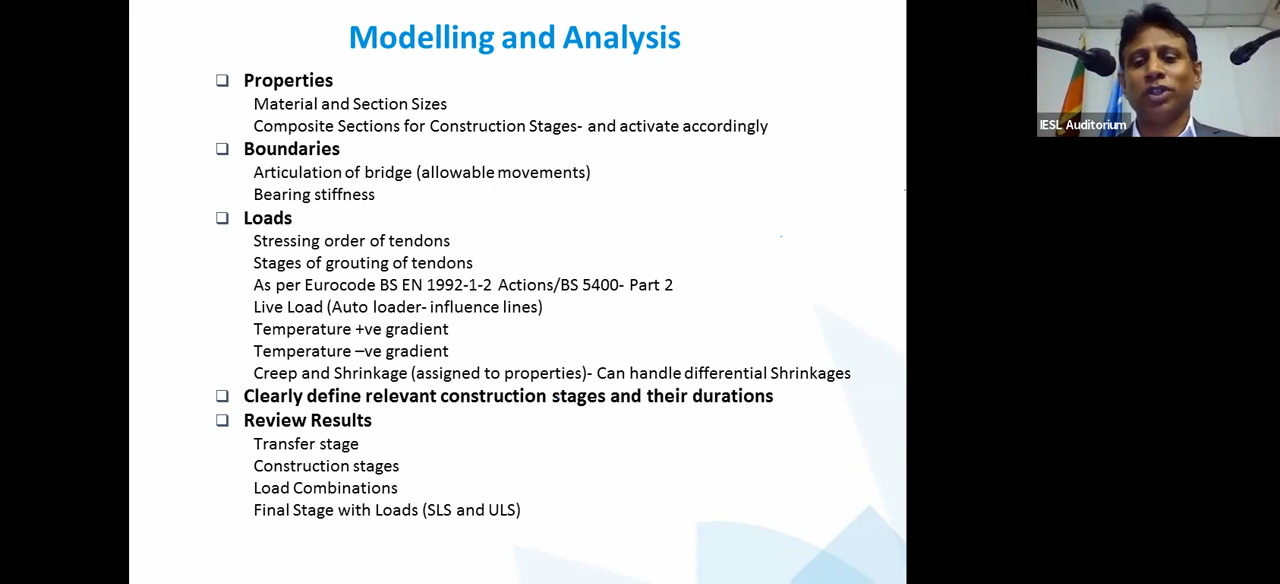 Modelling and Analysis
Properties
Material and Section Sizes
Composite Sections for Construction Stages- and activate accordingly
Boundaries
Articulation of bridge (allowable movements)
Bearing stiffness
Loads
Stressing order of tendons
Stages of grouting of tendons
As per Eurocode BS EN 1992-1-2 Actions/BS 5400- Part 2
Live Load (Auto loader- influence lines)
Temperature +ve gradient
Temperature –ve gradient
Creep and Shrinkage (assigned to properties)- Can handle differential Shrinkages
Clearly define relevant construction stages and their durations
Review Results
Transfer stage
Construction stages
Load Combinations
Final Stage with Loads (SLS and ULS)
IESL Auditorium